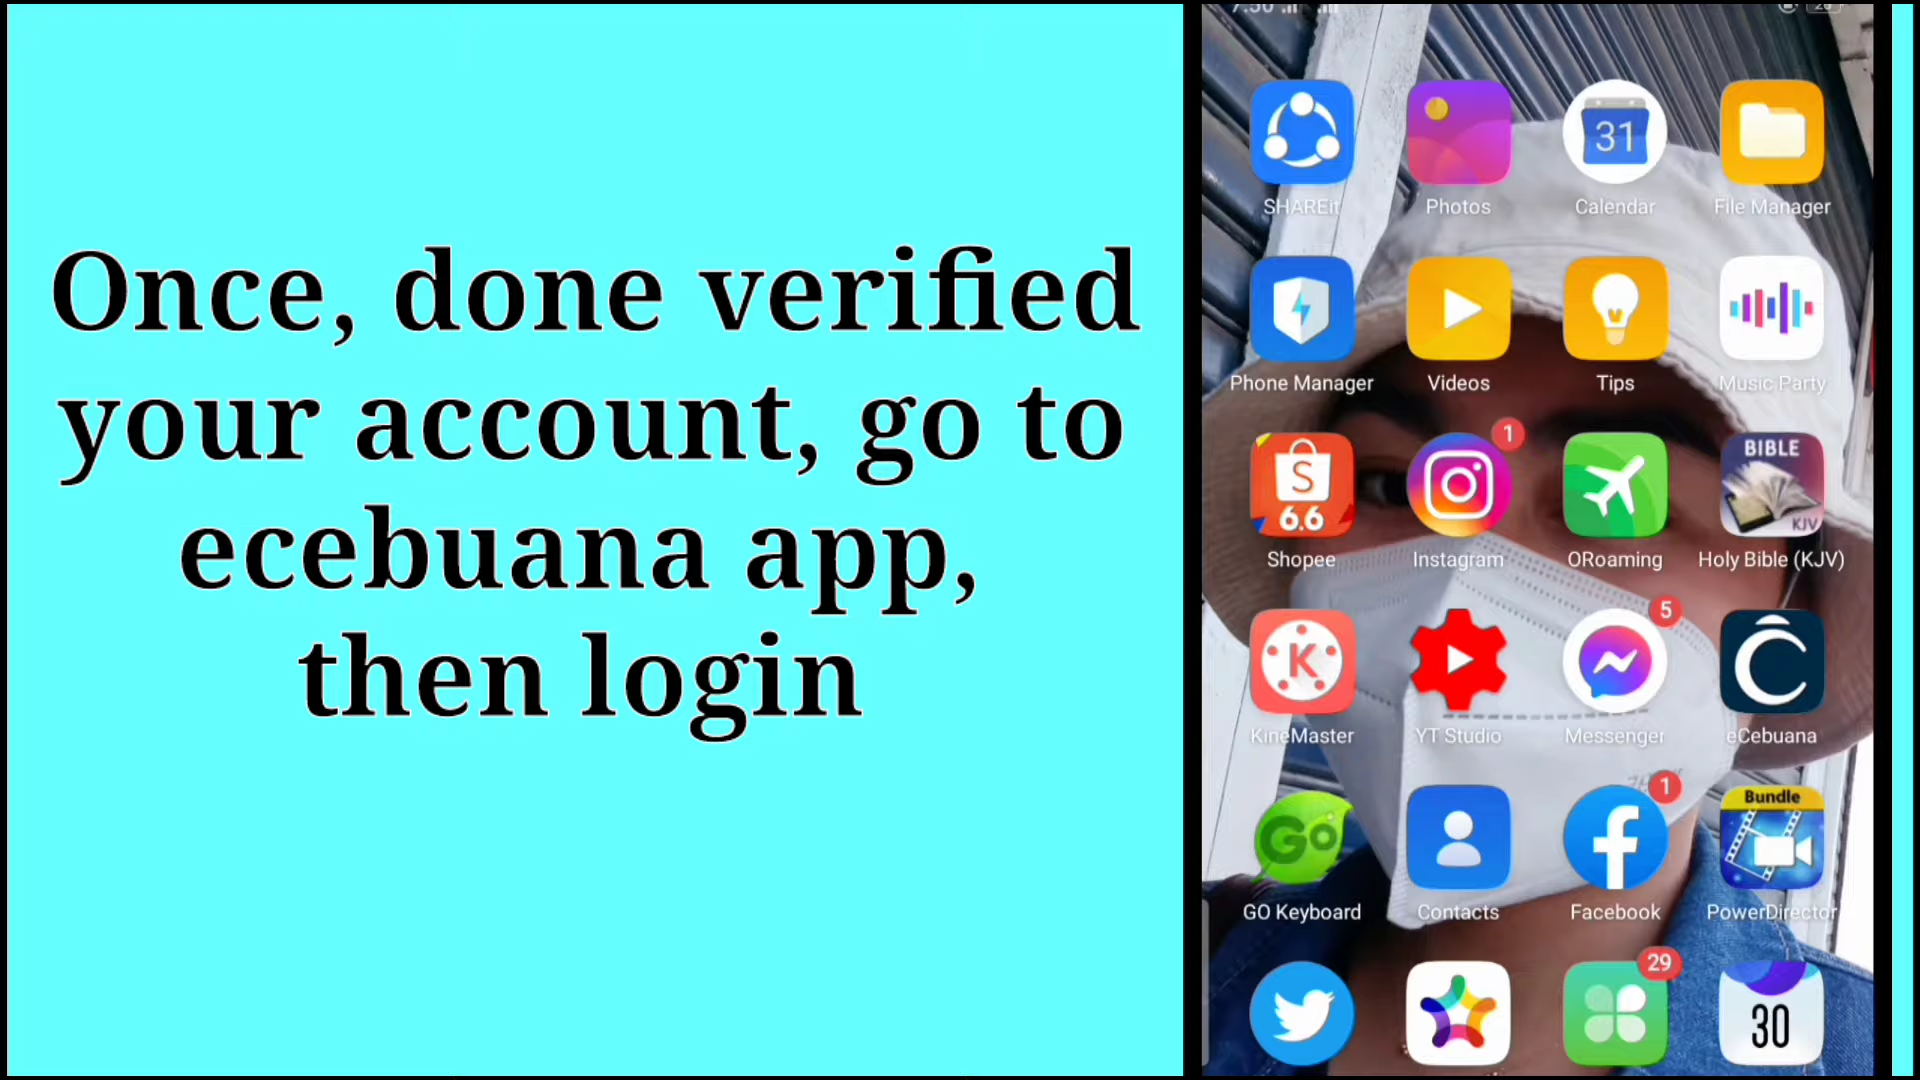 Once, done verified
your account, go to
ecebuana app,
then login
31
SHAREit
Photos
Calendar
File Manager
Phone Manager
Videos
Tips
Music Party
S
6.6
1
BIBLE
KJV
Shopee
Instagram
ORoaming
Holy Bible (KJV)
K
5
KineMaster
YT Studio
Messenger
eCebuana
GO
1
Bundle
GO Keyboard
Contacts
Facebook
PowerDirector
29
30